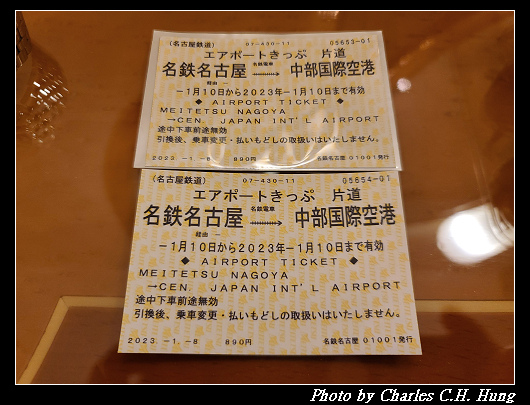 (名古屋鉄道) 07-430-11 05653-01
エアポートきっぷ 片道
名鉄電車
名鉄名古屋 → 中部国際空港
経由 −
−1月10日から2023年−1月10日まで有効
◆ AIRPORT TICKET ◆
MEITETSU NAGOYA
→CEN. JAPAN INT'L AIRPORT
途中下車前途無効
引換後、乗車変更・払いもどしの取扱いはいたしません。
2023.-1.-8 890円 名鉄名古屋 01001発行
(名古屋鉄道) 07-430-11 05654-01
エアポートきっぷ 片道
名鉄電車
名鉄名古屋 → 中部国際空港
経由 −
−1月10日から2023年−1月10日まで有効
◆ AIRPORT TICKET ◆
MEITETSU NAGOYA
→CEN. JAPAN INT'L AIRPORT
途中下車前途無効
引換後、乗車変更・払いもどしの取扱いはいたしません。
2023.-1.-8 890円 名鉄名古屋 01001発行
Photo by Charles C.H. Hung